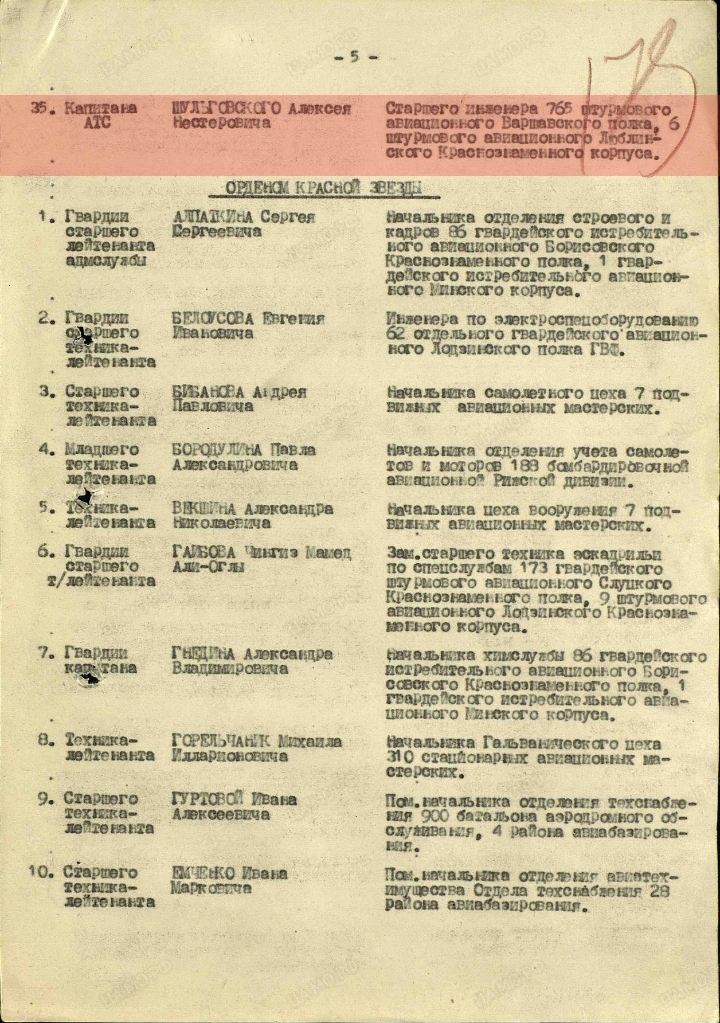 - 5 -
35. Капитана ШУЛЬГОВСКОГО Алексея Старшего инженера 765 штурмового
АТС Нестеровича авиационного Варшавского полка, 6
штурмового авиационного Люблин-
ского Краснознаменного корпуса.
ОРДЕНОМ КРАСНОЙ ЗВЕЗДЫ
1. Гвардии АЛПАТКИНА Сергея Начальника отделения строевого и
старшего Сергеевича кадров 86 гвардейского истребитель-
лейтенанта ного авиационного Борисовского
адмслужбы Краснознаменного полка, 1 гвар-
дейского истребительного авиацион-
ного Минского корпуса.
2. Гвардии БЕЛОУСОВА Евгения Инженера по электроспецоборудованию
старшего Ивановича 62 отдельного гвардейского авиацион-
техника- ного Лодзинского полка ГВФ.
лейтенанта
3. Старшего БИБАНОВА Андрея Начальника самолетного цеха 7 под-
техника- Павловича вижных авиационных мастерских.
лейтенанта
4. Младшего БОРОДУЛИНА Павла Начальника отделения учета самоле-
техника- Александровича тов и моторов 188 бомбардировочной
лейтенанта авиационной Рижской дивизии.
5. Техника- ВЕКШИНА Александра Начальника цеха вооружения 7 под-
лейтенанта Николаевича вижных авиационных мастерских.
6. Гвардии ГАИБОВА Чингиз Мамед Зам.старшего техника эскадрильи
старшего Али-Оглы по спецслужбам 173 гвардейского
т/лейтенанта штурмового авиационного Слуцкого
Краснознаменного полка, 9 штурмового
авиационного Лодзинского Краснозна-
менного корпуса.
7. Гвардии ГНЕДИНА Александра Начальника химслужбы 86 гвардейского
капитана Владимировича истребительного авиационного Бори-
совского Краснознаменного полка, 1
гвардейского истребительного авиа-
ционного Минского корпуса.
8. Техника- ГОРЕЛЬЧАНИК Михаила Начальника Гальванического цеха
лейтенанта Илларионовича 310 стационарных авиационных ма-
стерских.
9. Старшего ГУРТОВОЙ Ивана Пом.начальника отделения техснабже-
техника- Алексеевича ния 900 батальона аэродромного об-
лейтенанта служивания, 4 района авиабазирова-
ния.
10. Старшего ЕМЧЕНКО Ивана Пом.начальника отделения авиатех-
техника- Марковича имущества Отдела техснабжения 28
лейтенанта района авиабазирования.